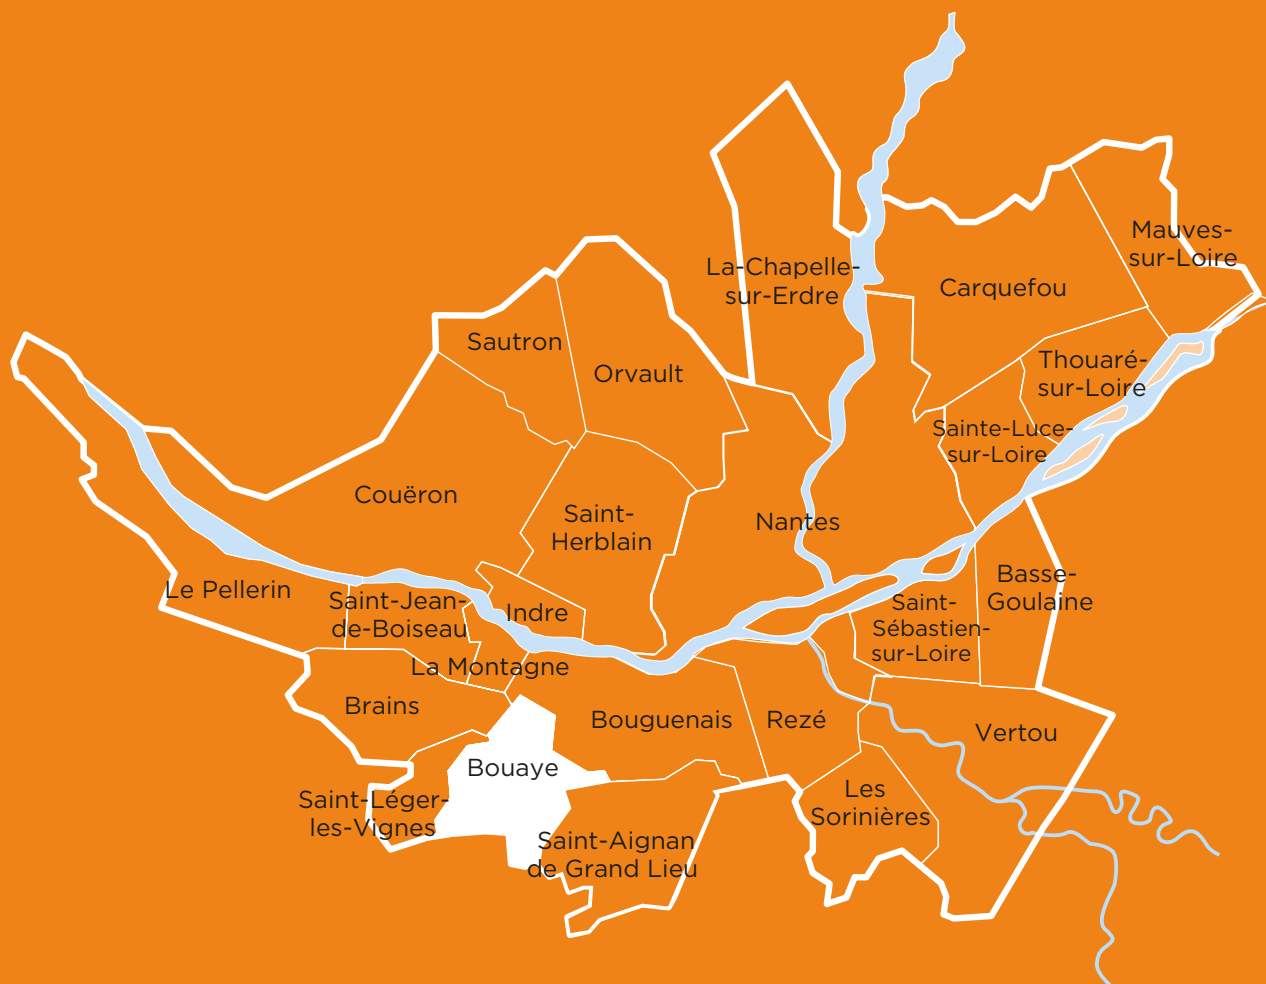 Mauves-
sur-Loire
La-Chapelle-
sur-Erdre
Carquefou
Sautron
Orvault
Thouaré-
sur-Loire
Sainte-Luce-
sur-Loire
Couëron
Saint-
Herblain
Nantes
Basse-
Goulaine
Le Pellerin
Saint-Jean-
de-Boiseau
Indre
Saint-
Sébastien-
sur-Loire
La Montagne
Brains
Bouguenais
Rezé
Vertou
Bouaye
Saint-Léger-
les-Vignes
Les
Sorinières
Saint-Aignan
de Grand Lieu